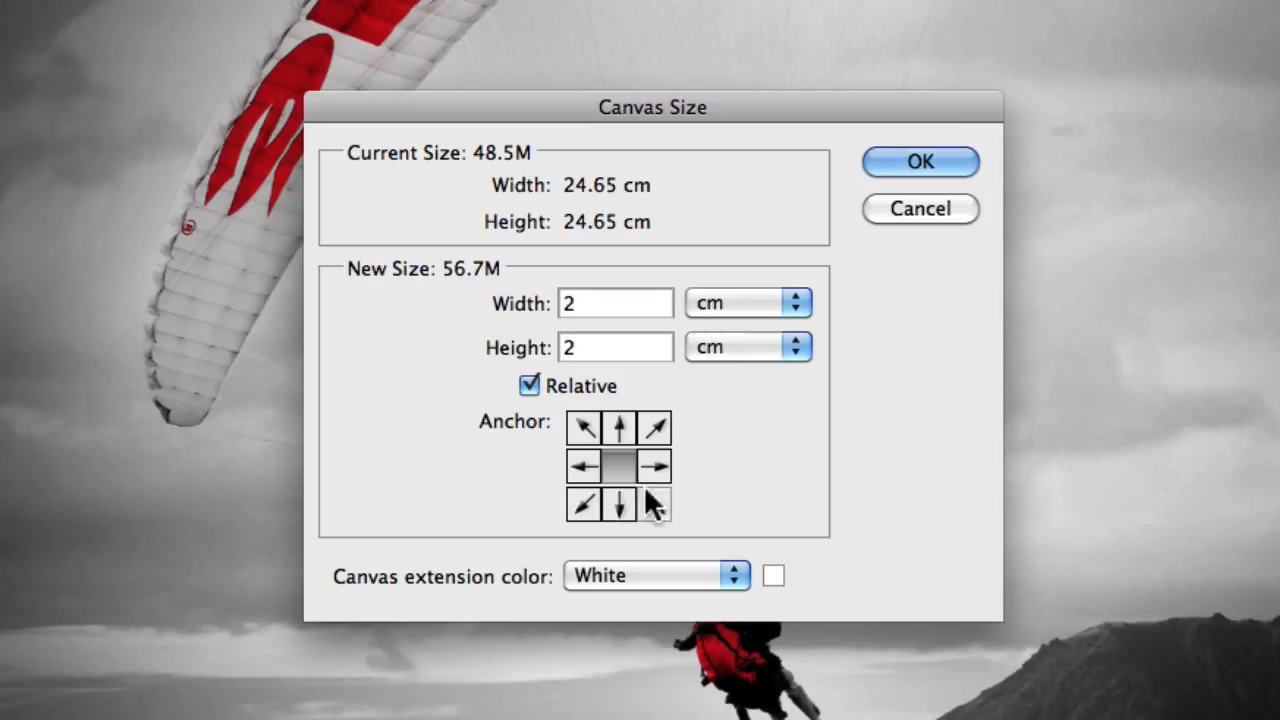 Canvas Size
Current Size: 48.5M
Width: 24.65 cm
Height: 24.65 cm
OK
Cancel
New Size: 56.7M
Width: 2 cm
Height: 2 cm
Relative
Anchor:
Canvas extension color: White